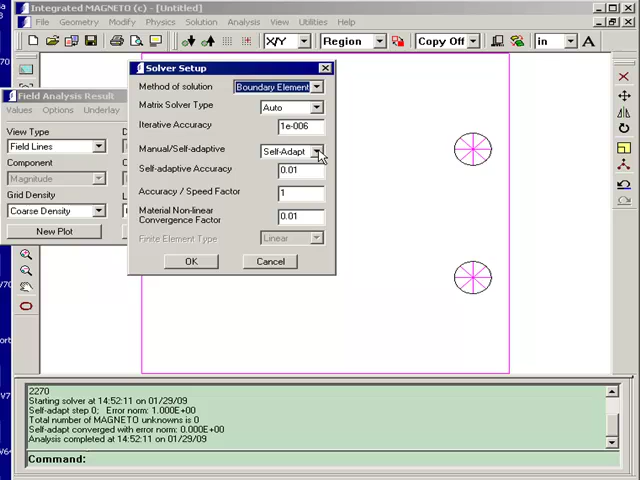 Integrated MAGNETO (c) - [Untitled]
File Geometry Magneto Physics Solution Analysis View Utilities Help
X/Y Region Copy Off in A
Solver Setup
Method of solution Boundary Element
Matrix Solver Type Auto
Iterative Accuracy 1e-006
Manual/Self-adaptive Self-Adapt
Self-adaptive Accuracy 0.01
Accuracy / Speed Factor 1
Material Non-linear
Convergence Factor 0.01
Finite Element Type Linear
OK Cancel
Field Analysis Result
Values Options Underlay
View Type
Field Lines
Component
Magnitude
Grid Density
Coarse Density
New Plot
2270
Starting solver at 14:52:11 on 01/29/09
Self-adapt step 0; Error norm: 1.000E+00
Total number of MAGNETO unknowns is 0
Self-adapt converged with error norm: 0.000E+00
Analysis completed at 14:52:11 on 01/29/09
Command: